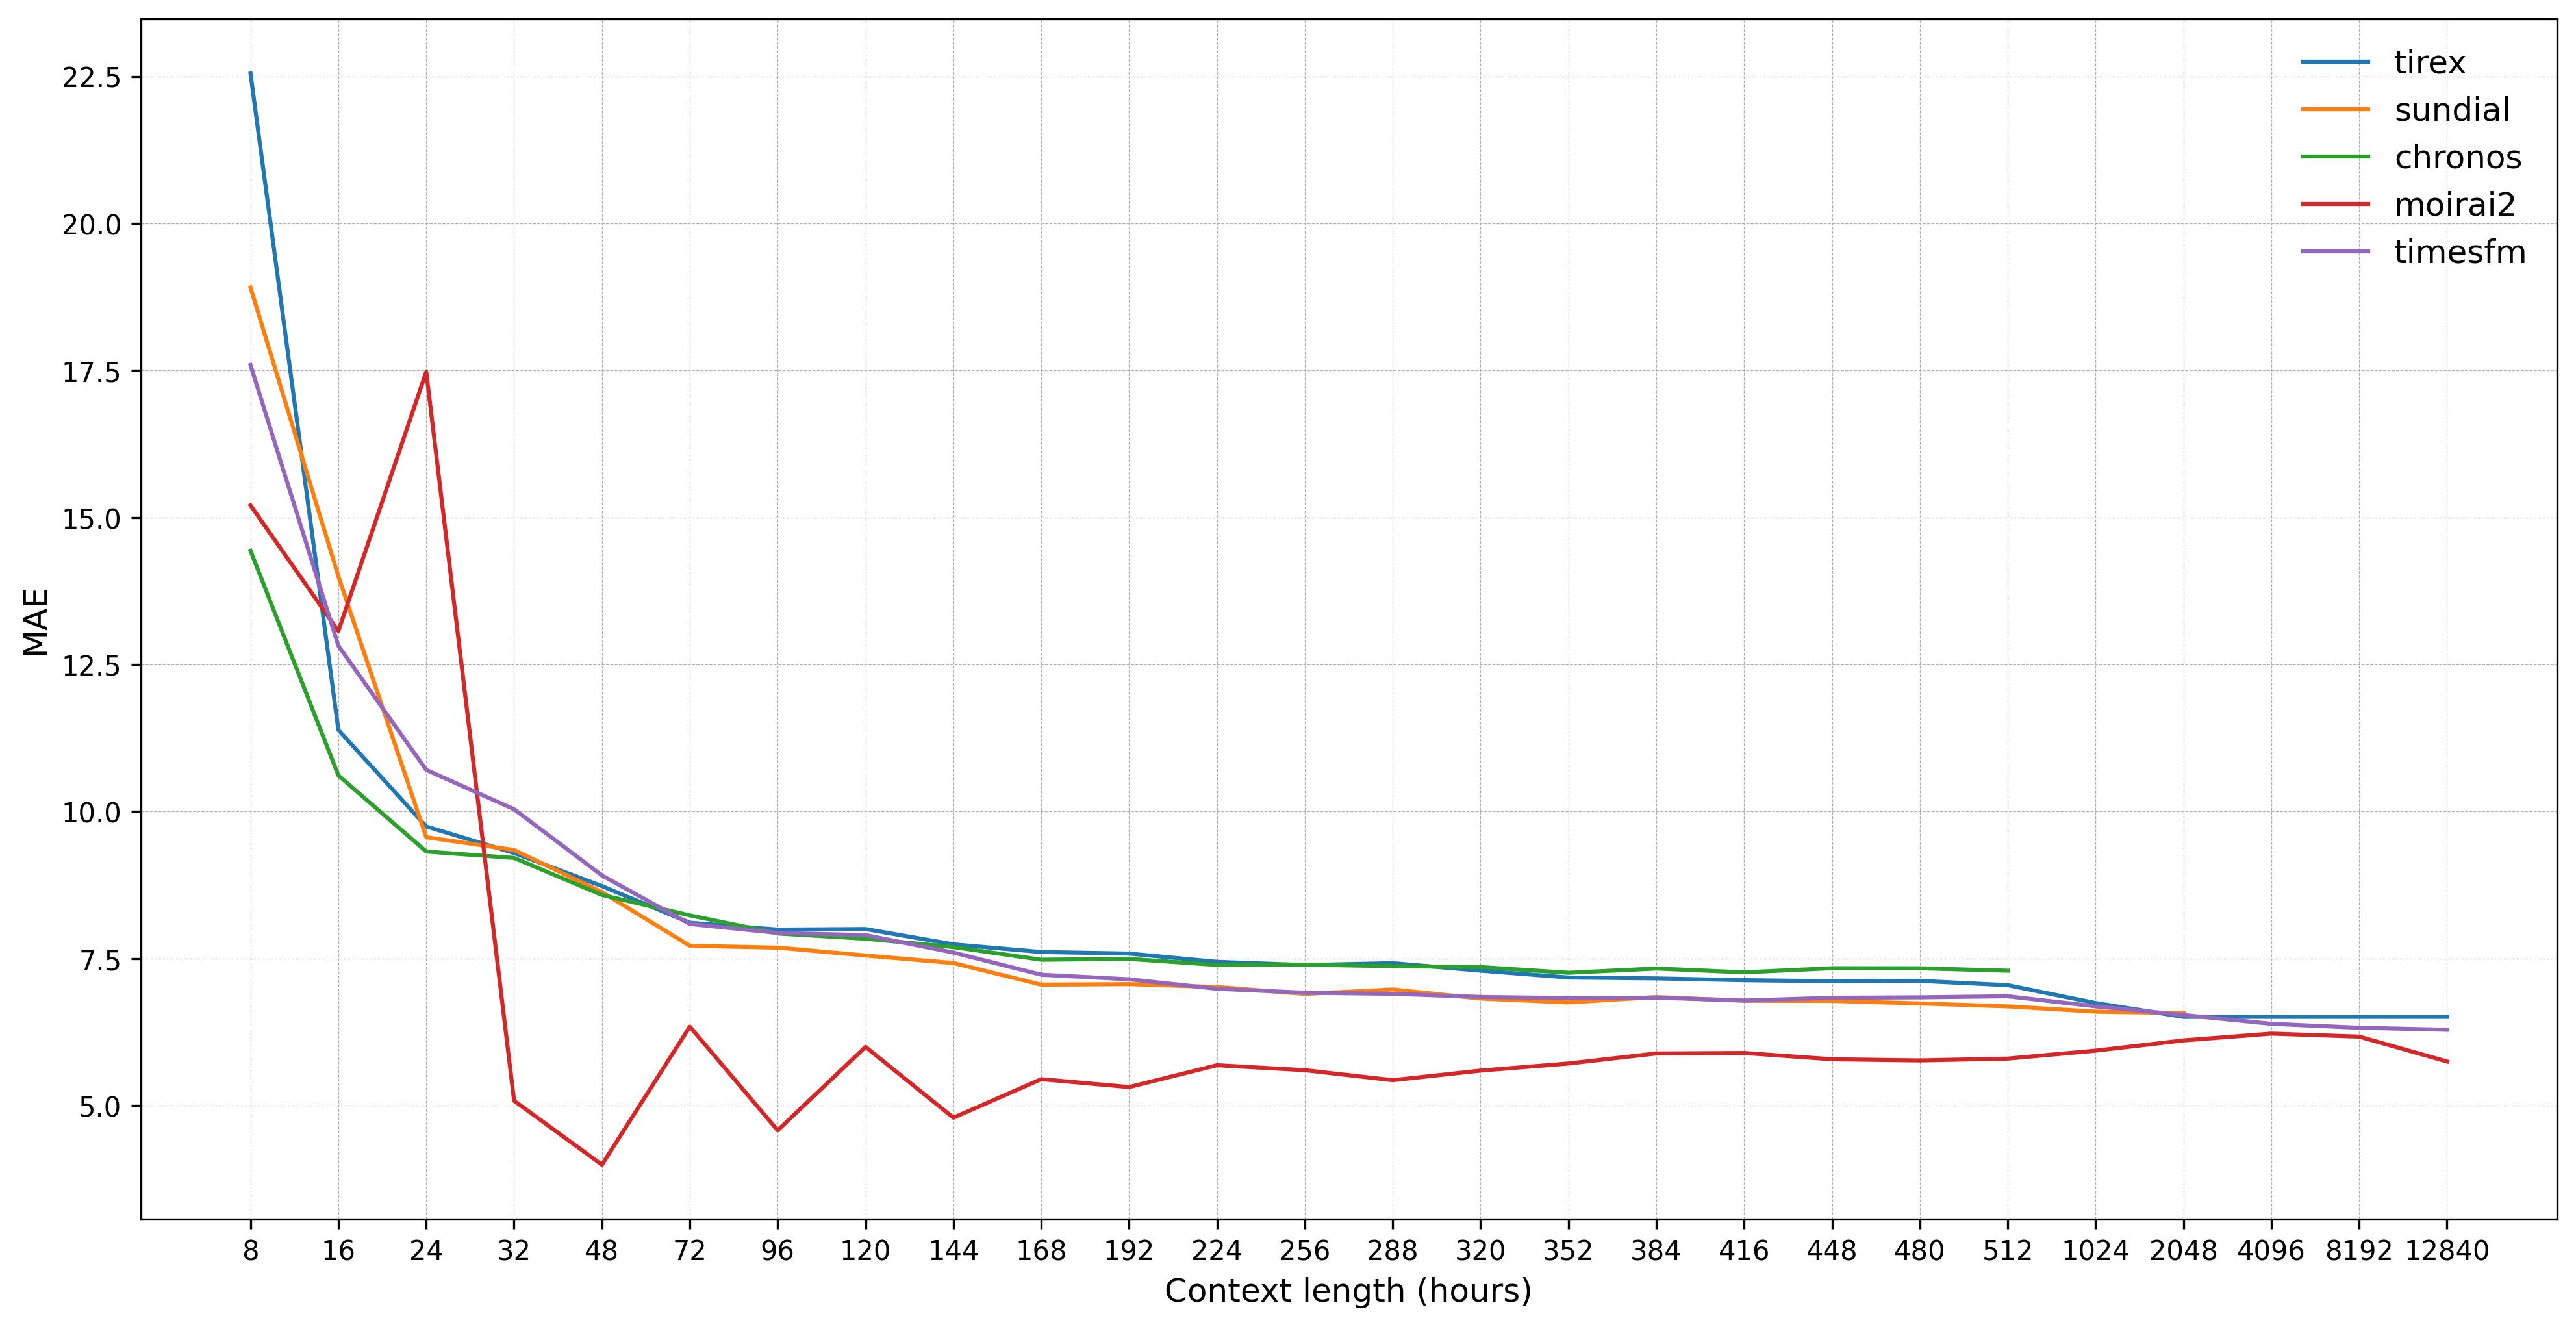 tirex
sundial
chronos
moirai2
timesfm
22.5
20.0
17.5
15.0
12.5
10.0
7.5
5.0
MAE
8 16 24 32 48 72 96 120 144 168 192 224 256 288 320 352 384 416 448 480 512 1024 2048 4096 8192 12840
Context length (hours)